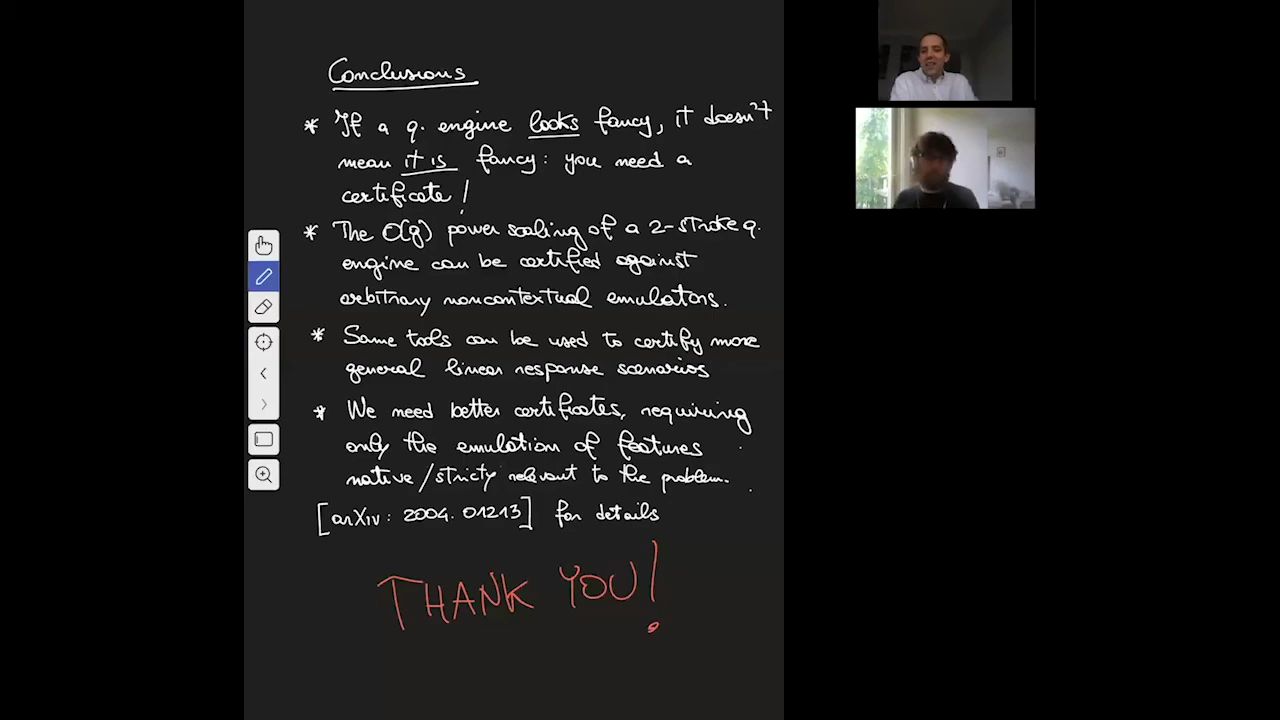 Conclusions
* If a q. engine looks fancy, it doesn't
mean it is fancy: you need a
certificate!
* The O(g) power scaling of a 2-stroke q.
engine can be certified against
arbitrary noncontextual emulators.
* Same tools can be used to certify more
general linear response scenarios
* We need better certificates, requiring
only the emulation of features
native/stricty relevant to the problem.
[arXiv: 2004.01213] for details
THANK YOU!